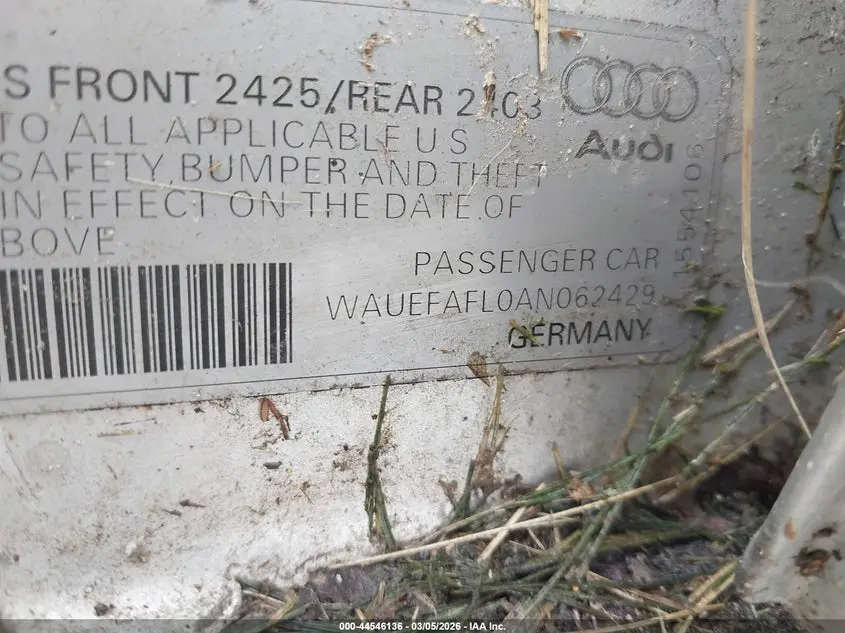 S FRONT 2425/REAR 2403
TO ALL APPLICABLE U S
SAFETY, BUMPER AND THEFT
IN EFFECT ON THE DATE OF
BOVE
Audi
1554106
PASSENGER CAR
WAUEFAFL0AN062429
GERMANY
000-44546136 - 03/05/2026 - IAA Inc.